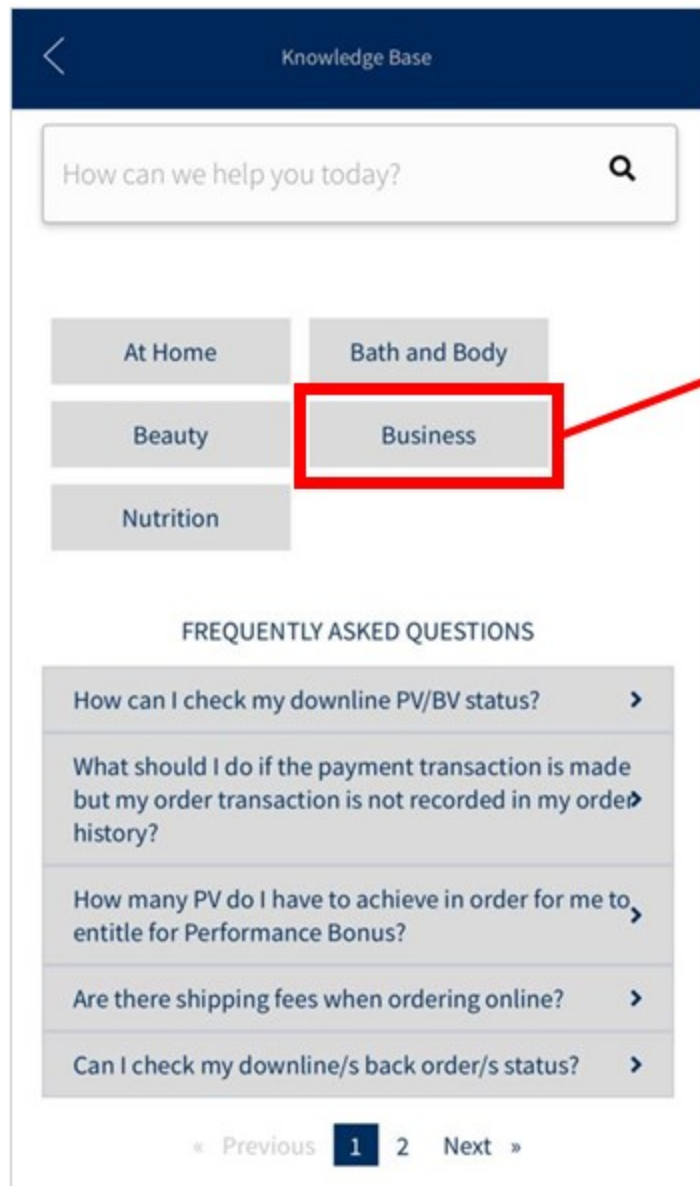 Knowledge Base
How can we help you today?
At Home
Bath and Body
Beauty
Business
Nutrition
FREQUENTLY ASKED QUESTIONS
How can I check my downline PV/BV status?
What should I do if the payment transaction is made
but my order transaction is not recorded in my order
history?
How many PV do I have to achieve in order for me to
entitle for Performance Bonus?
Are there shipping fees when ordering online?
Can I check my downline/s back order/s status?
« Previous 1 2 Next »